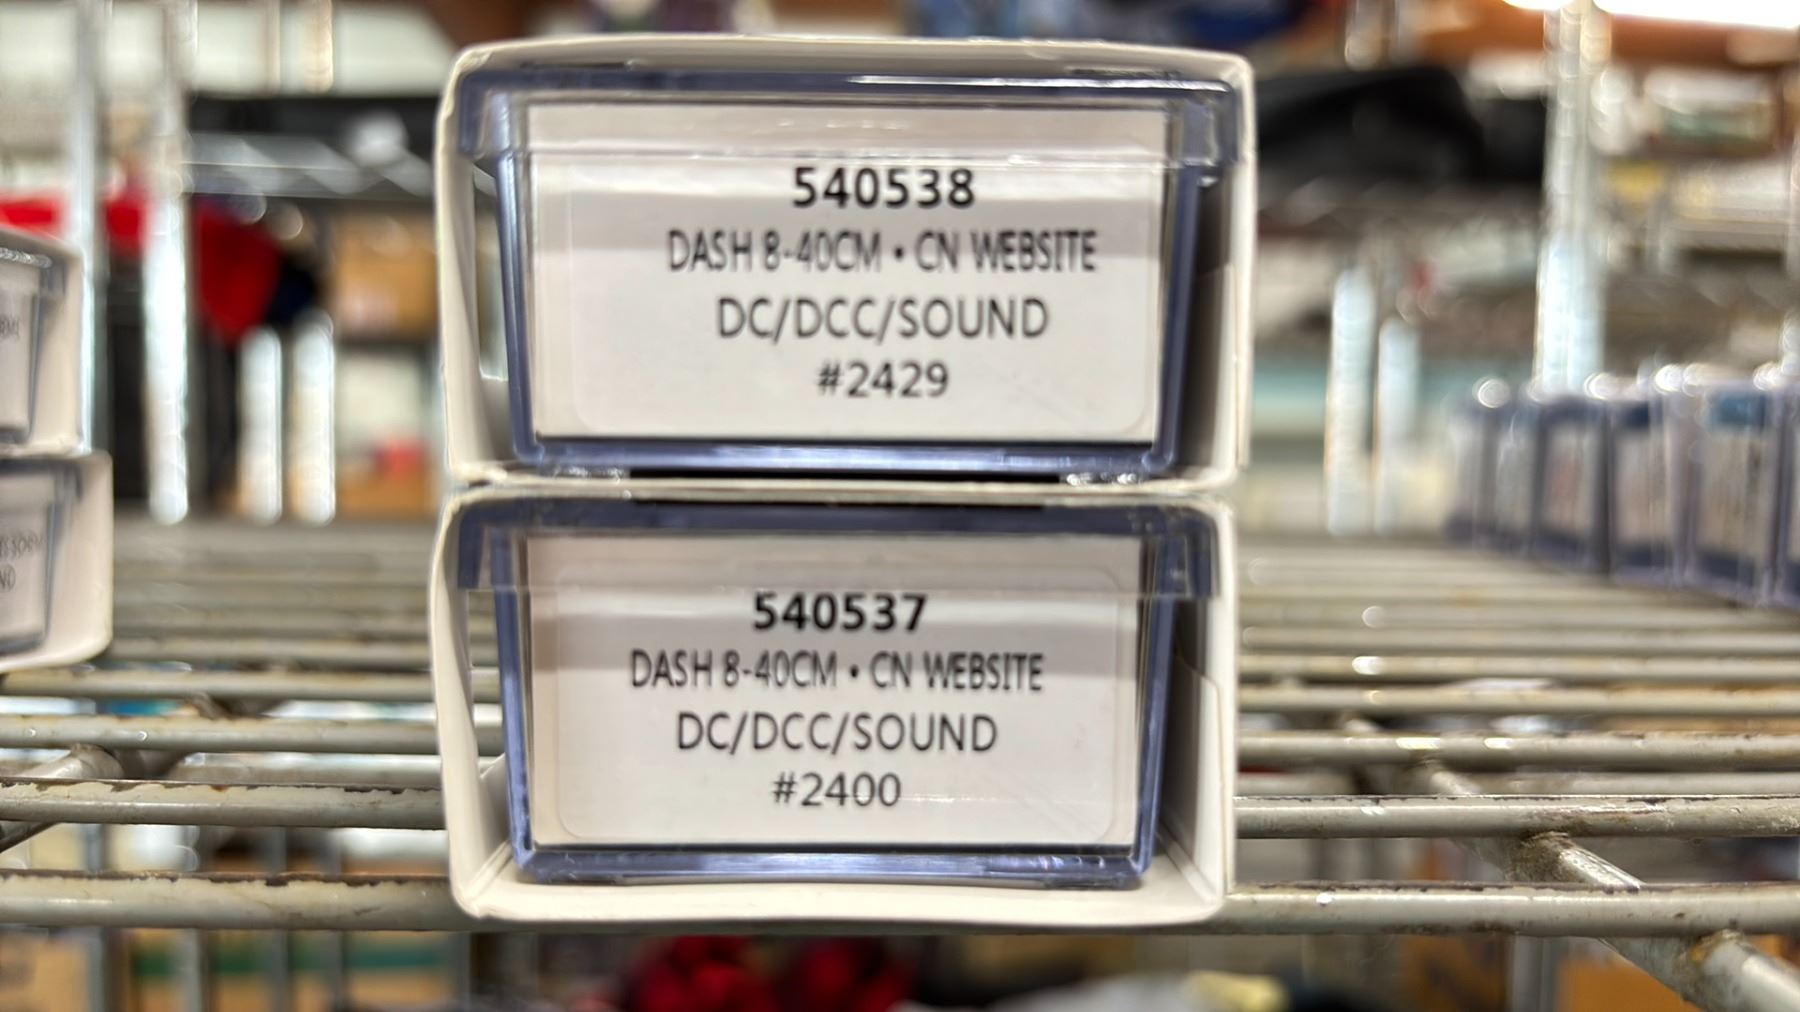 540538
DASH 8-40CM • CN WEBSITE
DC/DCC/SOUND
#2429
540537
DASH 8-40CM • CN WEBSITE
DC/DCC/SOUND
#2400